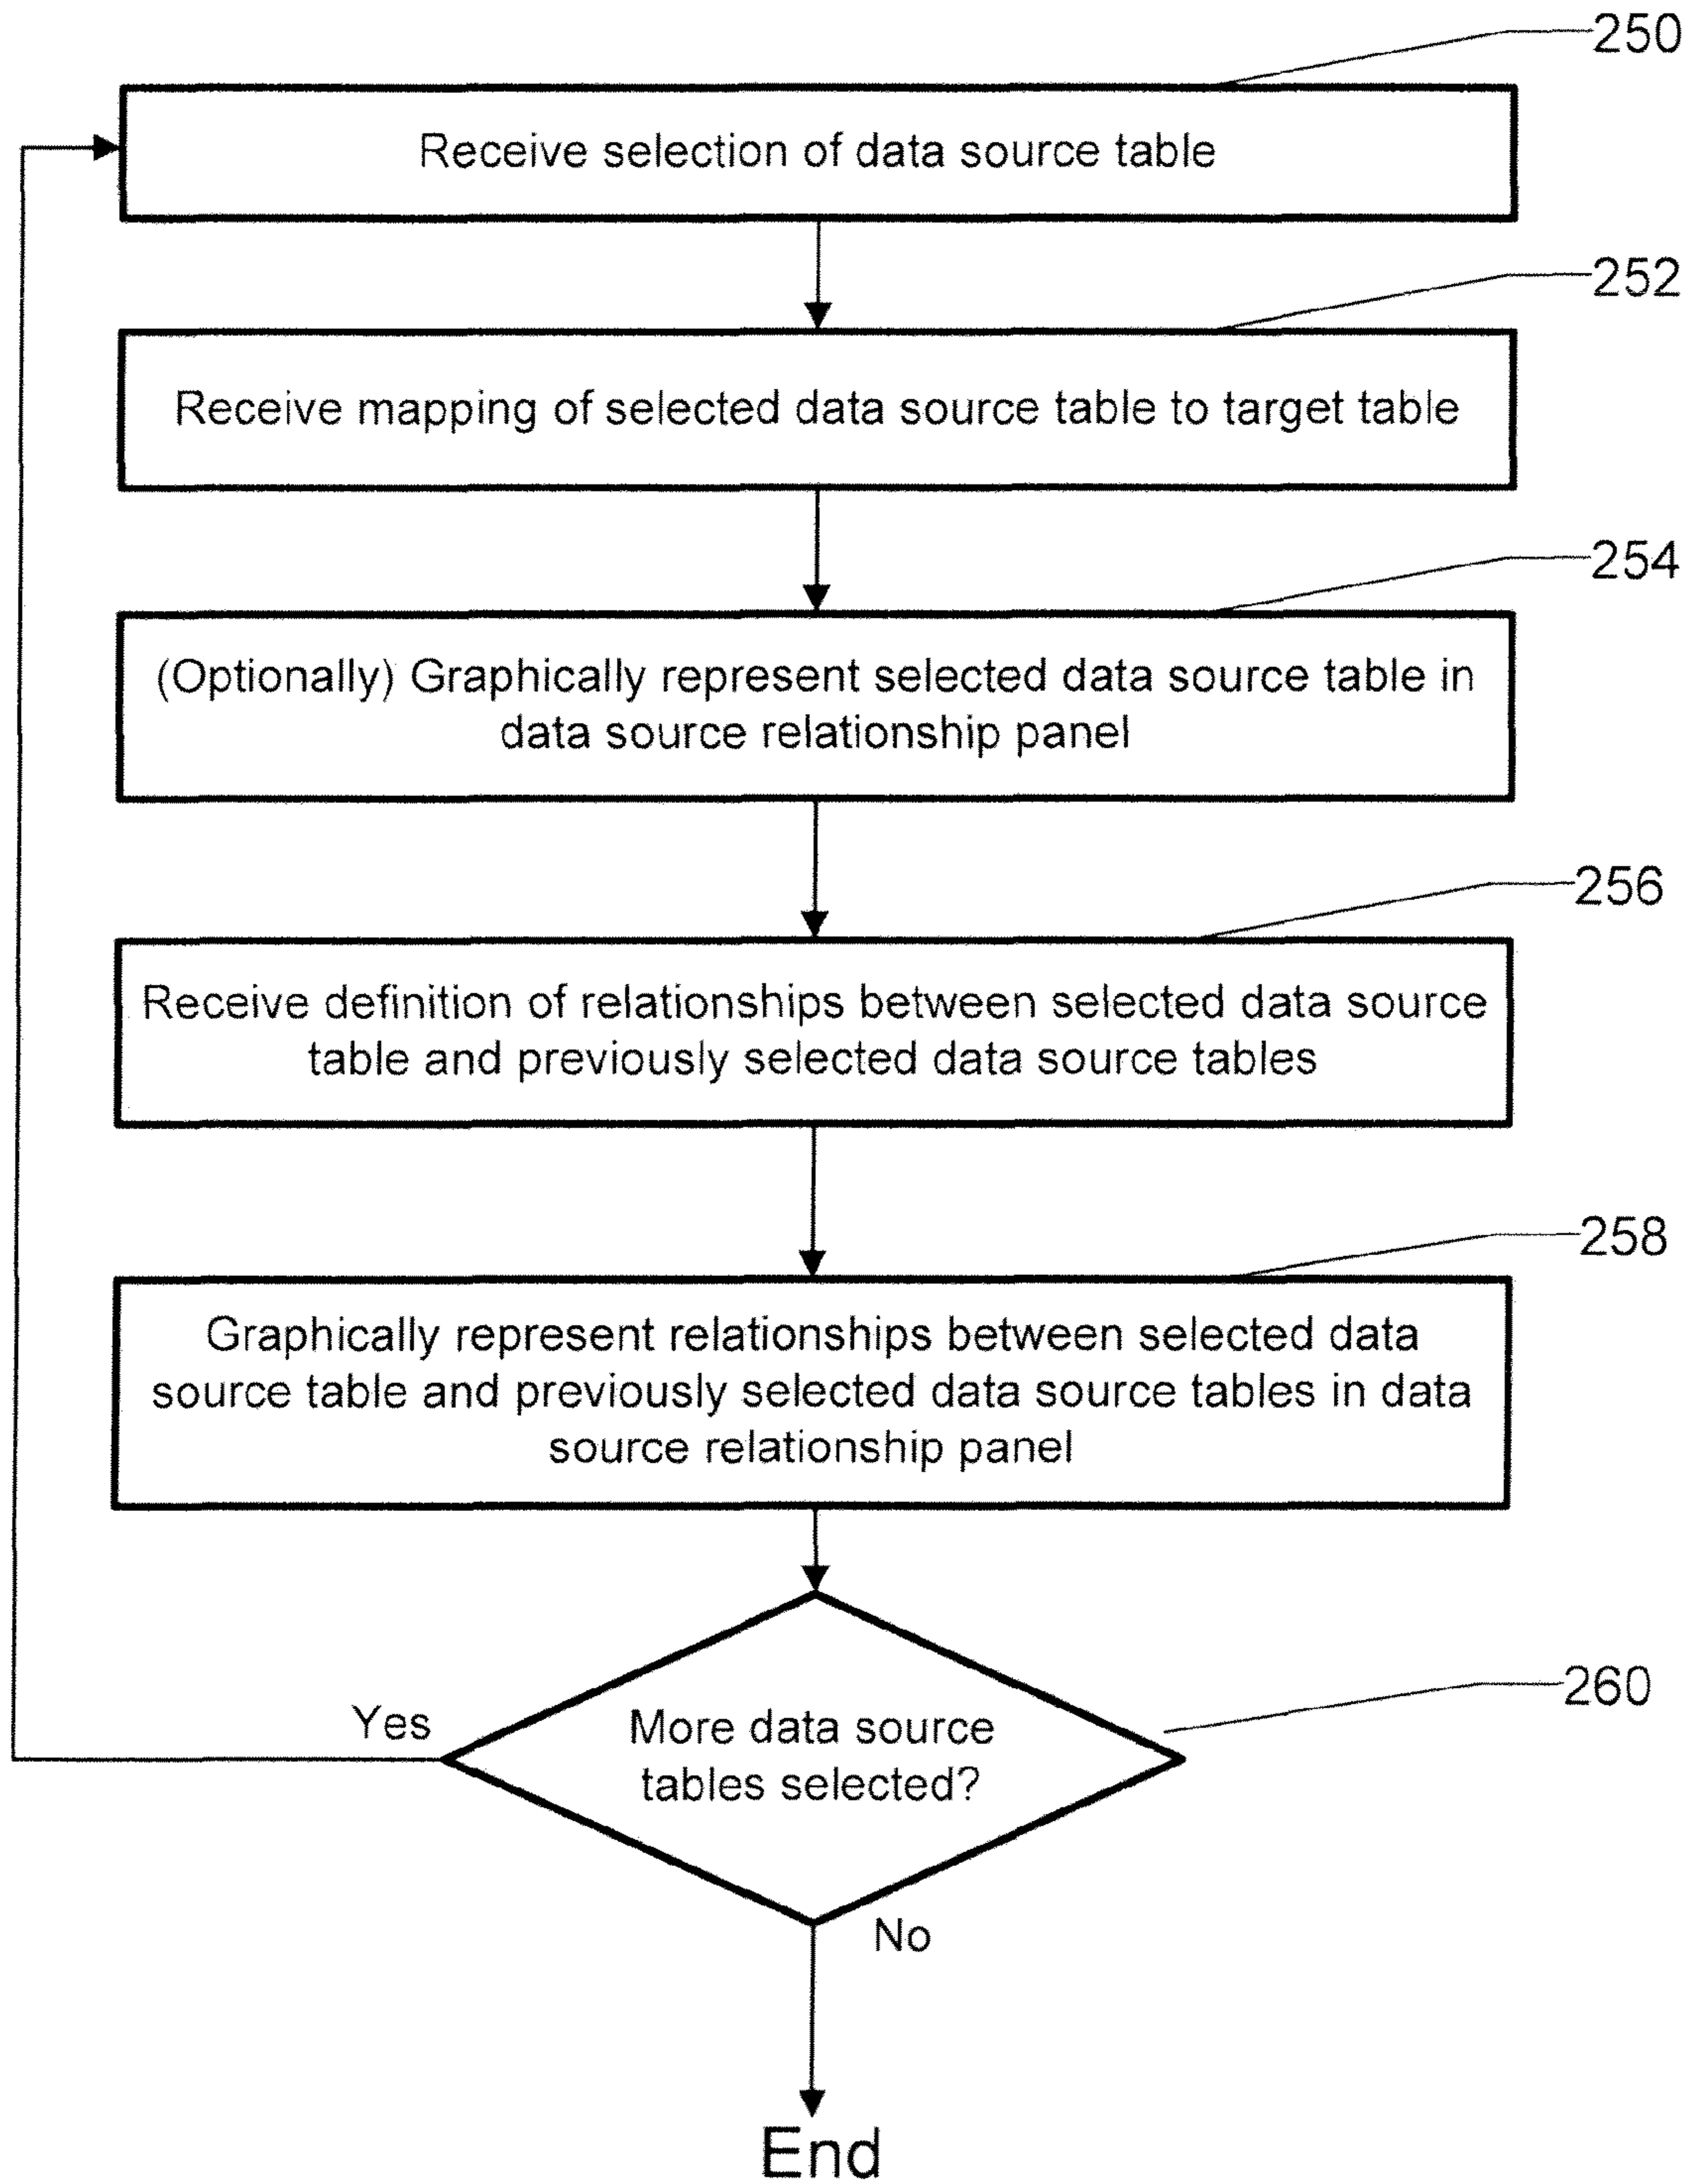 250
Receive selection of data source table
252
Receive mapping of selected data source table to target table
254
(Optionally) Graphically represent selected data source table in
data source relationship panel
256
Receive definition of relationships between selected data source
table and previously selected data source tables
258
Graphically represent relationships between selected data
source table and previously selected data source tables in data
source relationship panel
260
Yes
More data source
tables selected?
No
End